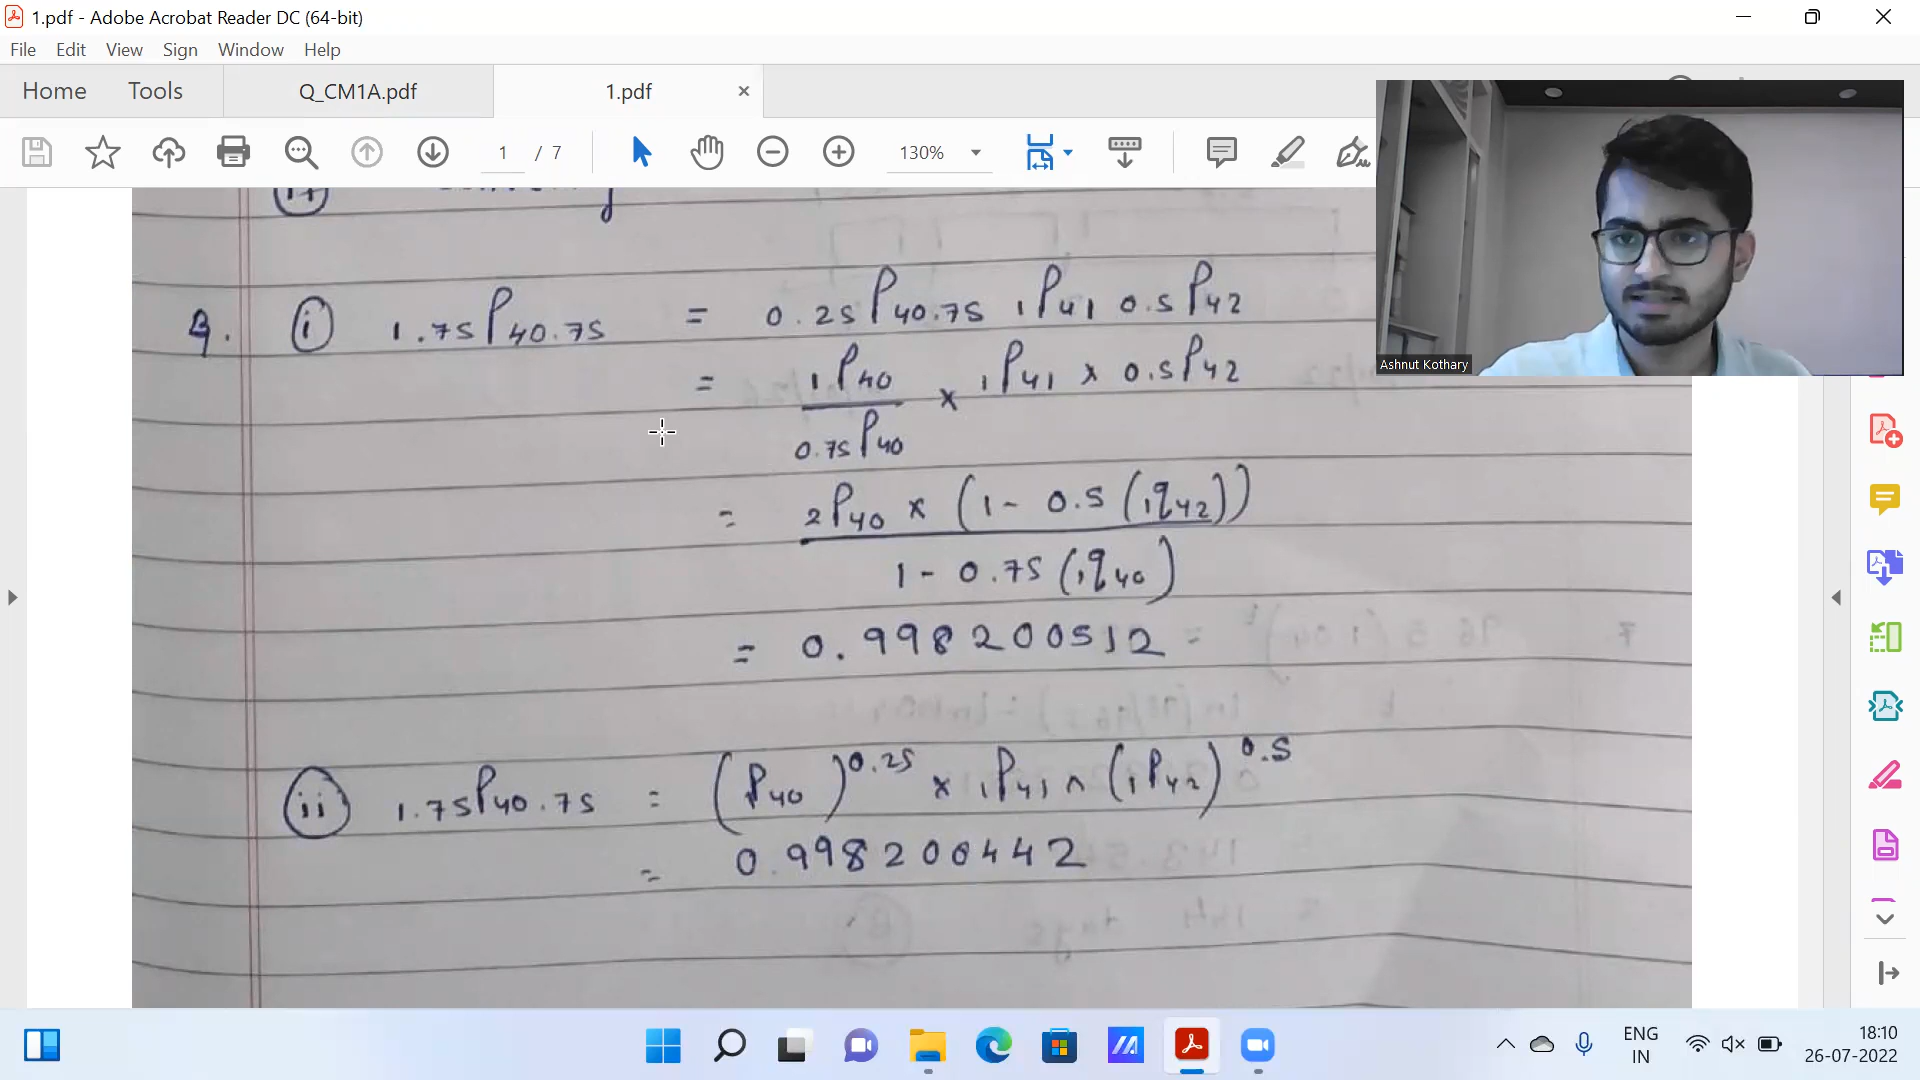 1.pdf - Adobe Acrobat Reader DC (64-bit)
File Edit View Sign Window Help
Home Tools Q_CM1A.pdf 1.pdf
1 / 7 130%
Ashnut Kothary
9. (i) 1.75P40.75 = 0.25P40.75 1P41 0.5P42
= 1P40 / 0.75P40 × 1P41 × 0.5P42
= 2P40 × (1 - 0.5(1q42)) / 1 - 0.75(1q40)
= 0.998200512
(ii) 1.75P40.75 = (P40)^0.25 × 1P41 × (1P42)^0.5
= 0.998200442
ENG
IN
18:10
26-07-2022